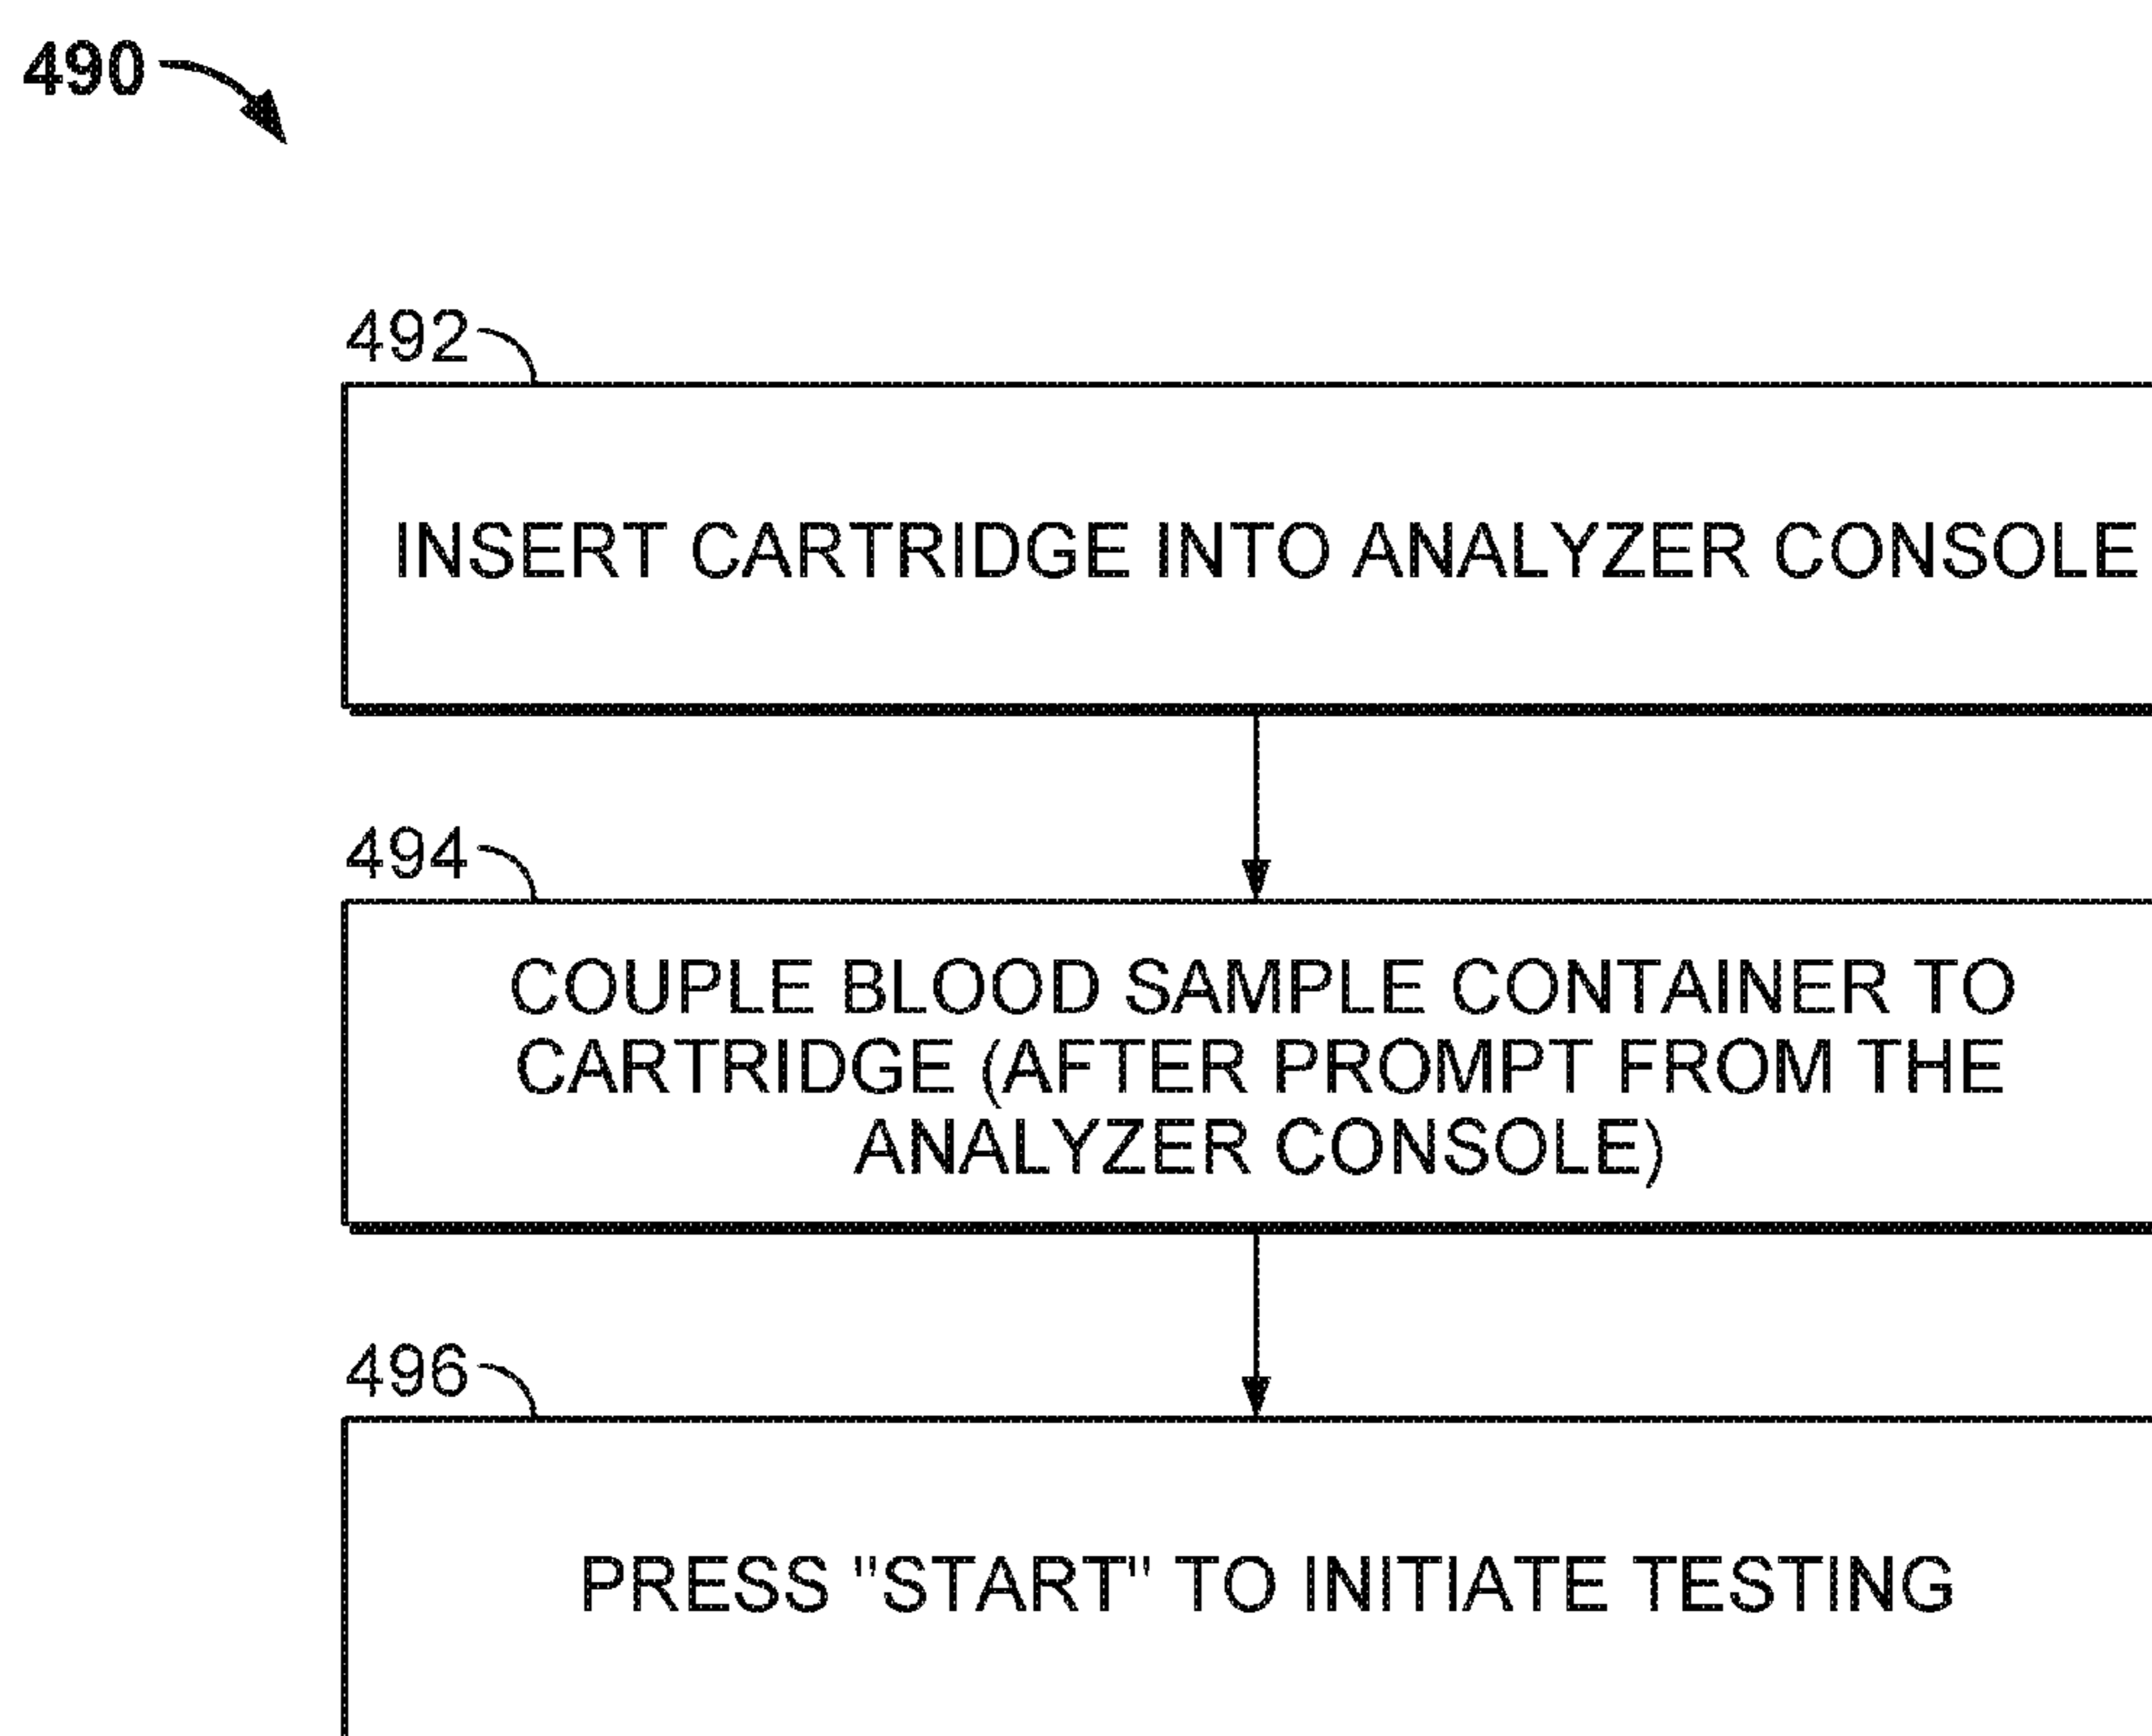 490
492
INSERT CARTRIDGE INTO ANALYZER CONSOLE
494
COUPLE BLOOD SAMPLE CONTAINER TO
CARTRIDGE (AFTER PROMPT FROM THE
ANALYZER CONSOLE)
496
PRESS "START" TO INITIATE TESTING